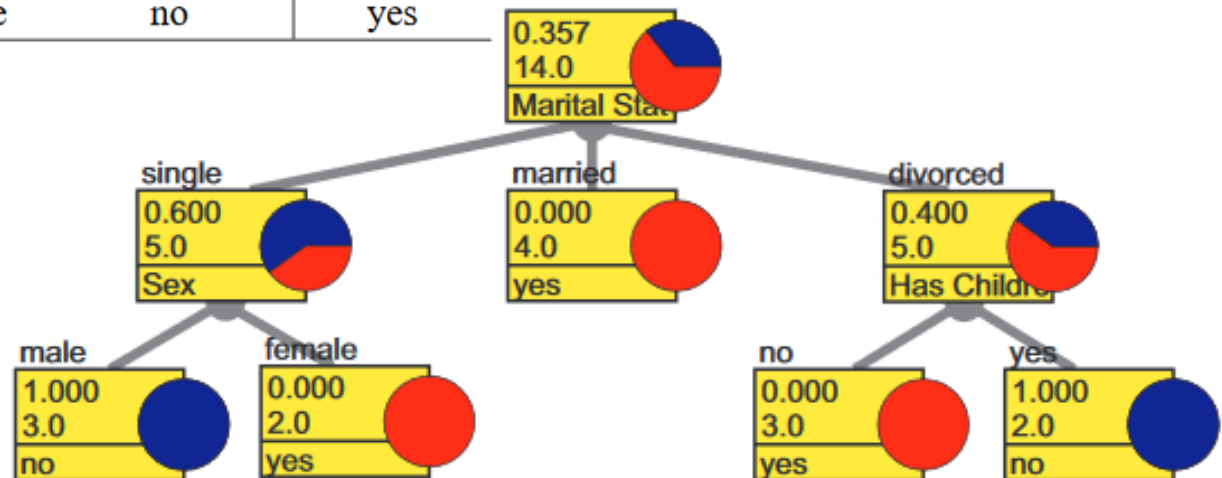 e no yes
0.357
14.0
Marital Stat
single
0.600
5.0
Sex
married
0.000
4.0
yes
divorced
0.400
5.0
Has Childre
male
1.000
3.0
no
female
0.000
2.0
yes
no
0.000
3.0
yes
yes
1.000
2.0
no